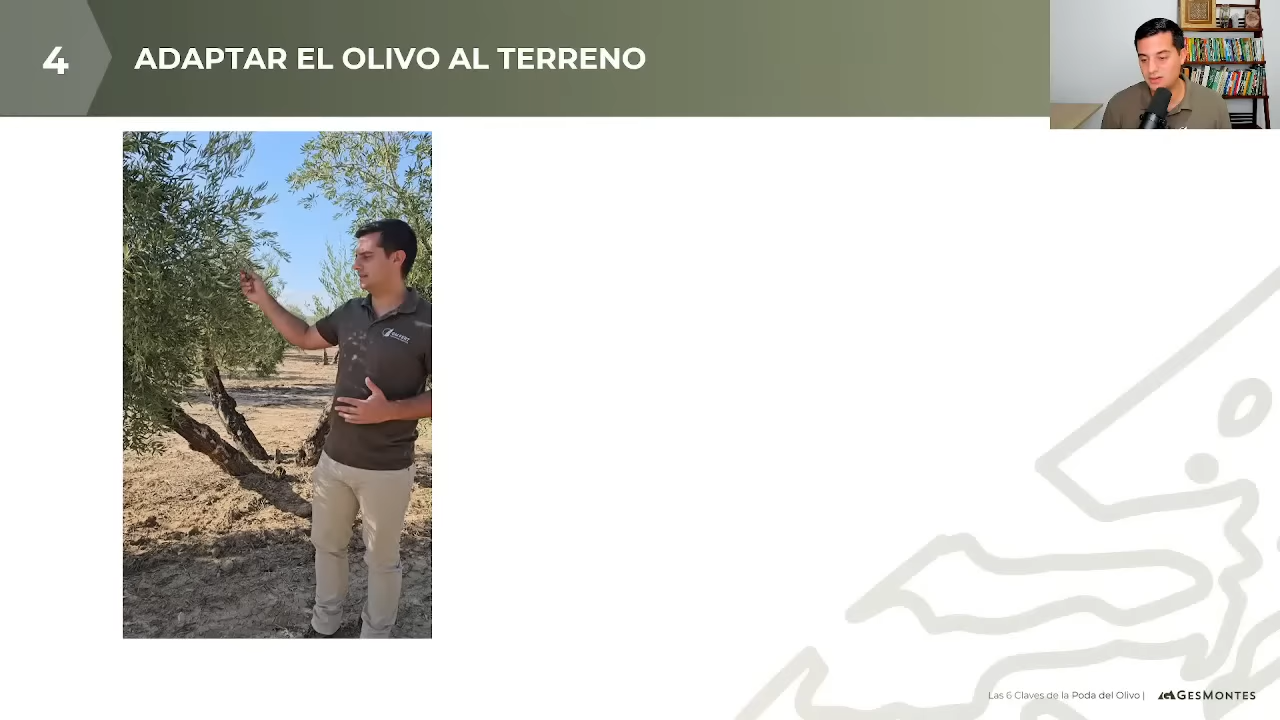 4
ADAPTAR EL OLIVO AL TERRENO
Las 6 Claves de la Poda del Olivo |
GESMONTES